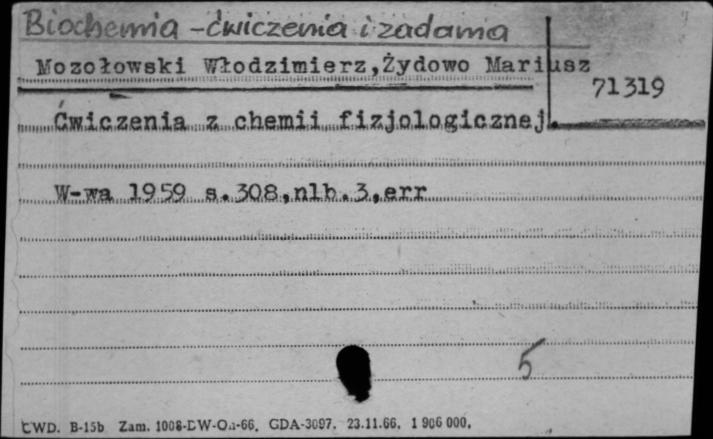 Biochemia - ćwiczenia i zadania
Mozołowski Włodzimierz,Żydowo Mariusz
71319
Ćwiczenia z chemii fizjologicznej.
W-wa 1959 s.308,nlb.3,err
5
CWD. B-15b Zam. 1008-DW-Oa-66. GDA-3097. 23.11.66. 1 906 000.